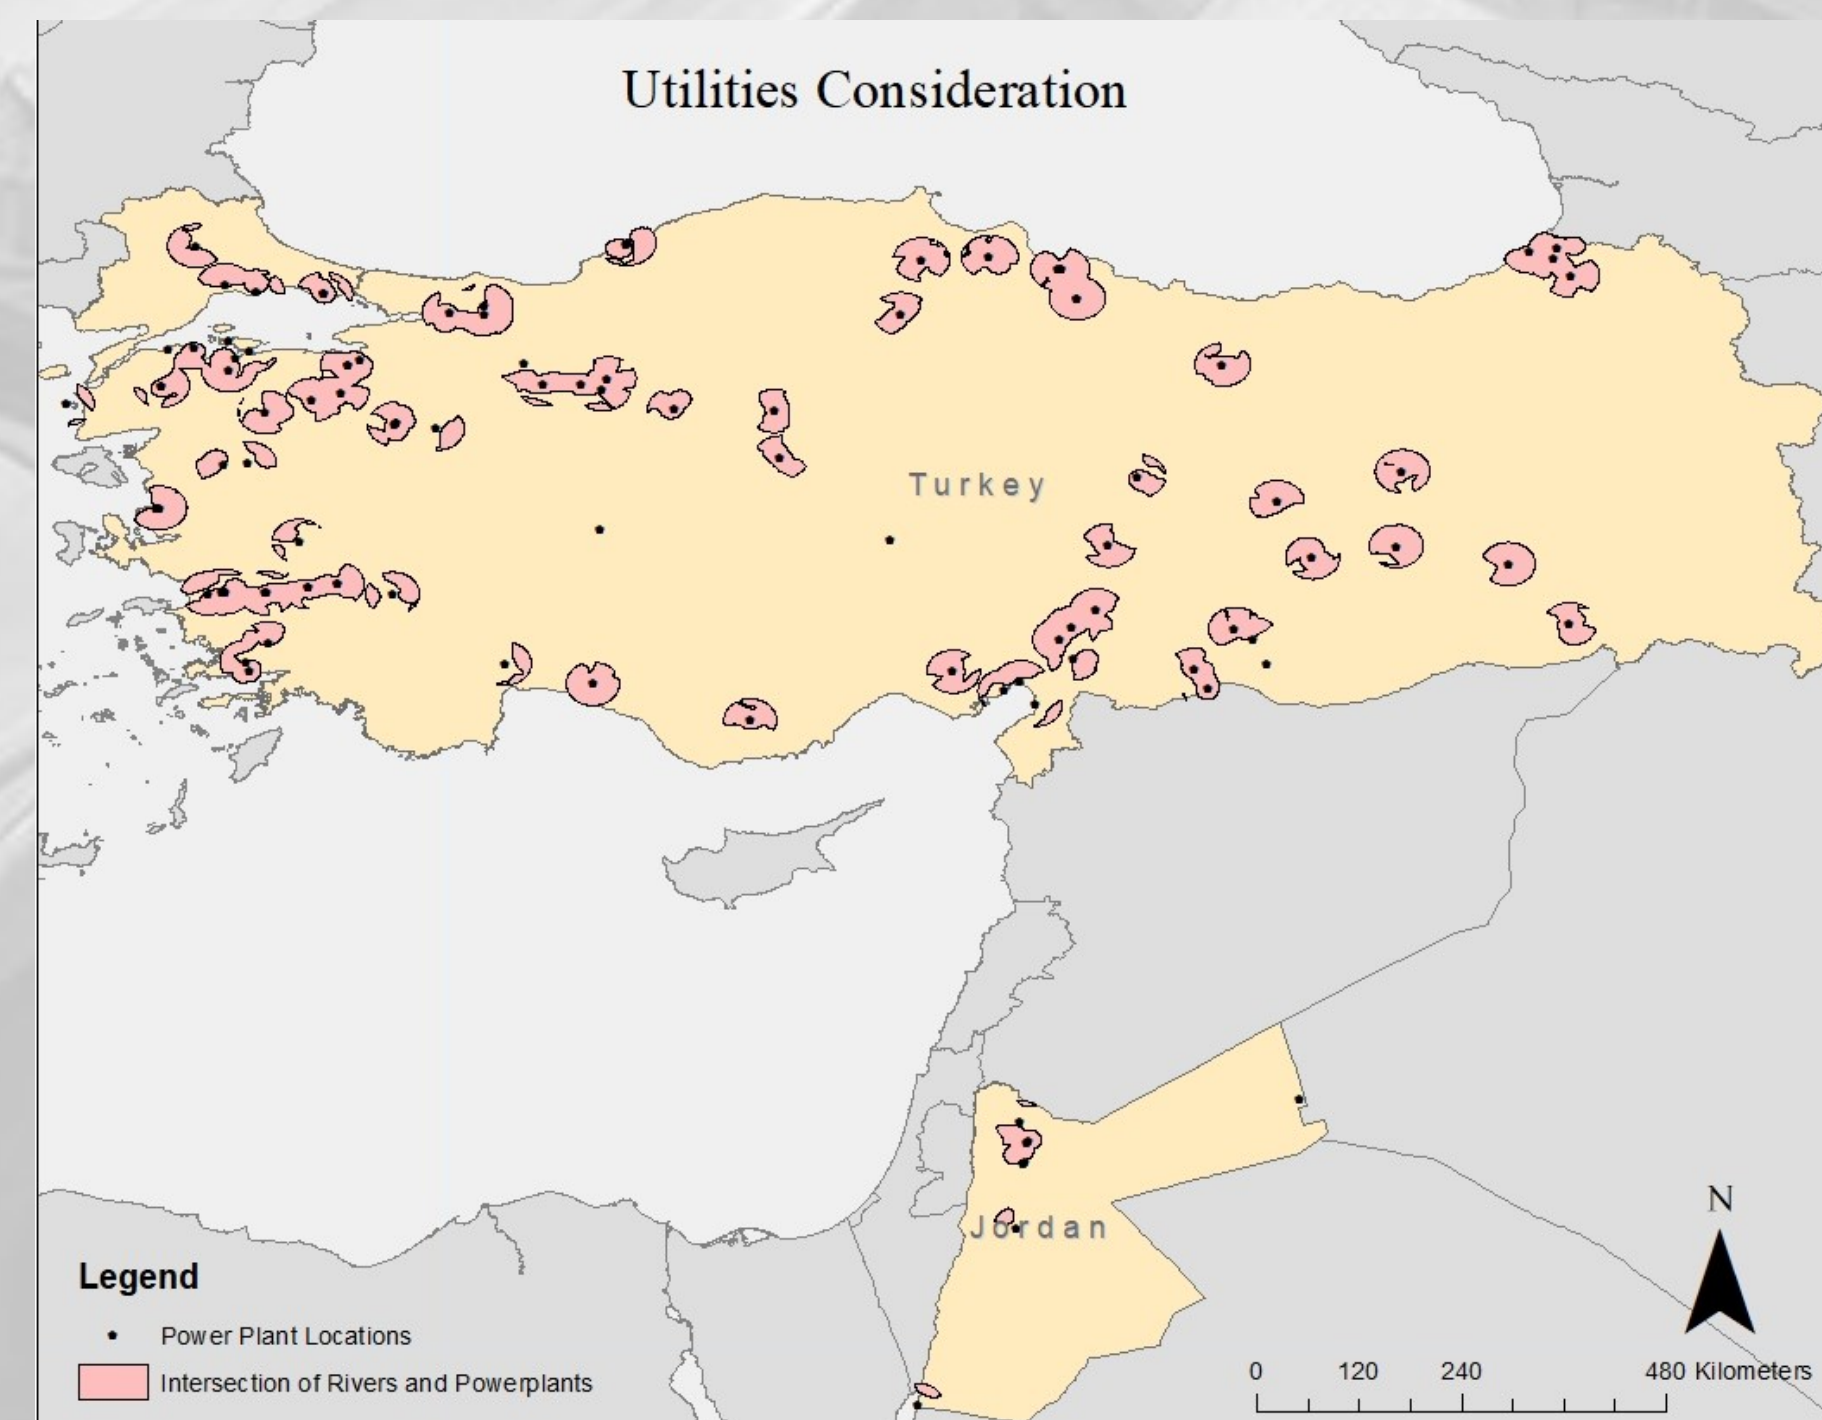 Utilities Consideration
Turkey
Jordan
N
Legend
Power Plant Locations
Intersection of Rivers and Powerplants
0 120 240 480 Kilometers